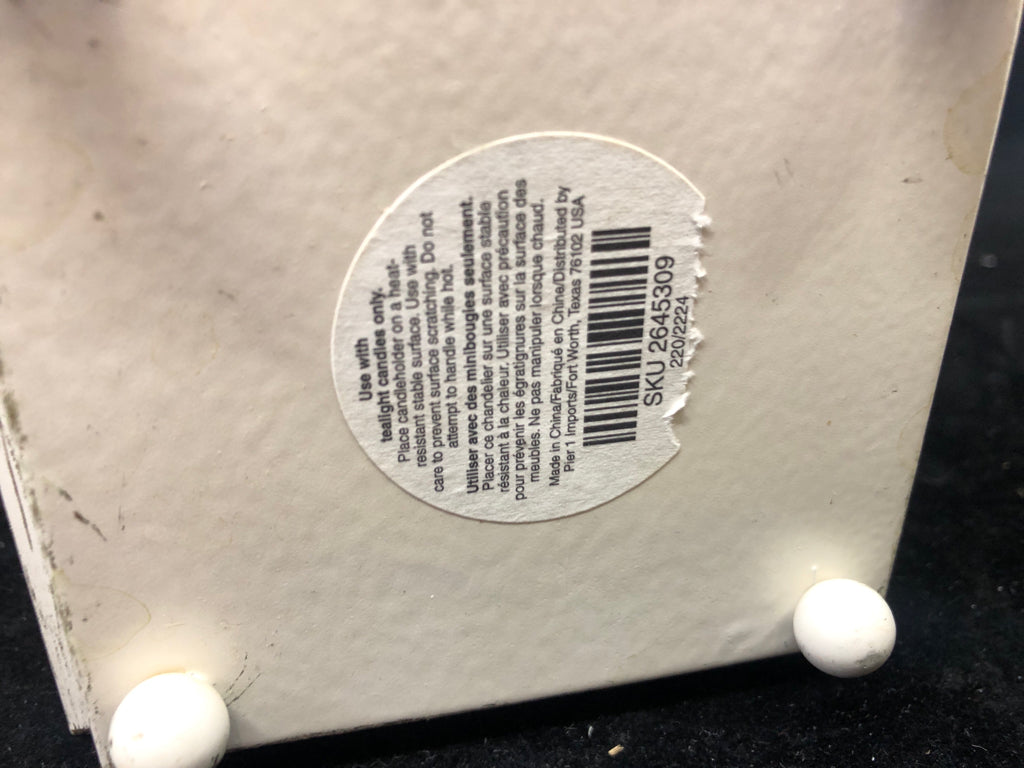 Use with
tealight candles only.
Place candleholder on a heat-
resistant stable surface. Use with
care to prevent surface scratching. Do not
attempt to handle while hot.
Utiliser avec des minibougies seulement.
Placer ce chandelier sur une surface stable
résistant à la chaleur. Utiliser avec précaution
pour prévenir les égratignures sur la surface des
meubles. Ne pas manipuler lorsque chaud.
Made in China/Fabriqué en Chine/Distributed by
Pier 1 Imports/Fort Worth, Texas 76102 USA
SKU 2645309
220/2224